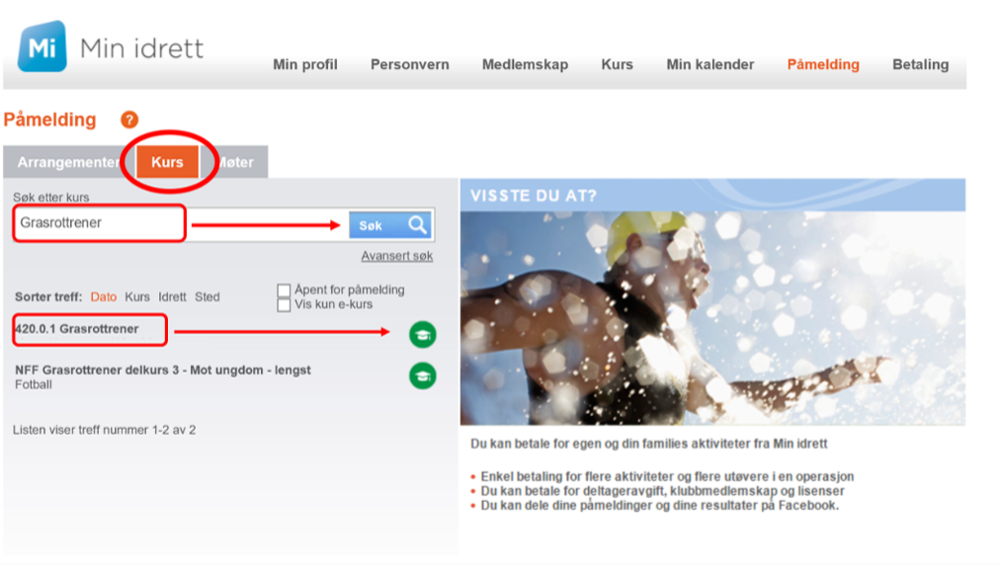 Mi Min idrett
Min profil Personvern Medlemskap Kurs Min kalender Påmelding Betaling
Påmelding ?
Arrangementer Kurs Møter
Søk etter kurs
Grasrottrener Søk
Avansert søk
Sorter treff: Dato Kurs Idrett Sted
Åpent for påmelding
Vis kun e-kurs
420.0.1 Grasrottrener
NFF Grasrottrener delkurs 3 - Mot ungdom - lengst
Fotball
Listen viser treff nummer 1-2 av 2
VISSTE DU AT?
Du kan betale for egen og din families aktiviteter fra Min idrett
• Enkel betaling for flere aktiviteter og flere utøvere i en operasjon
• Du kan betale for deltageravgift, klubbmedlemskap og lisenser
• Du kan dele dine påmeldinger og dine resultater på Facebook.